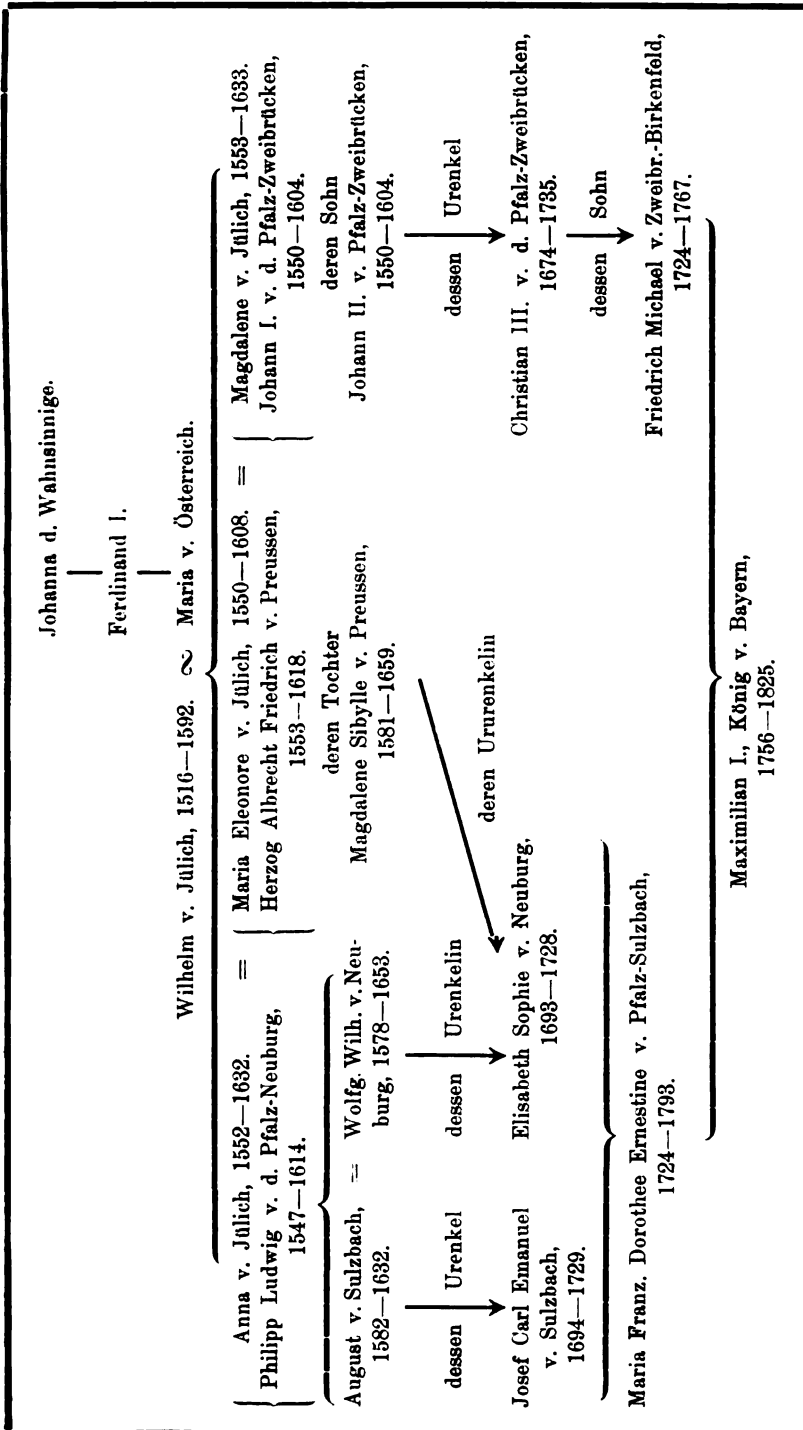 Johanna d. Wahnsinnige.
Ferdinand I.
Wilhelm v. Jülich, 1516—1592. ∾ Maria v. Österreich.
Anna v. Jülich, 1552—1632.
Philipp Ludwig v. d. Pfalz-Neuburg,
1547—1614.
=
Maria Eleonore v. Jülich, 1550—1608.
Herzog Albrecht Friedrich v. Preussen,
1553—1618.
=
Magdalene v. Jülich, 1553—1633.
Johann I. v. d. Pfalz-Zweibrücken,
1550—1604.
August v. Sulzbach,
1582—1632.
=
Wolfg. Wilh. v. Neu-
burg, 1578—1653.
deren Tochter
Magdalene Sibylle v. Preussen,
1581—1659.
deren Sohn
Johann II. v. Pfalz-Zweibrücken,
1550—1604.
dessen Urenkel
dessen Urenkelin
deren Ururenkelin
dessen Urenkel
Josef Carl Emanuel
v. Sulzbach,
1694—1729.
Elisabeth Sophie v. Neuburg,
1693—1728.
Christian III. v. d. Pfalz-Zweibrücken,
1674—1735.
dessen Sohn
Maria Franz. Dorothee Ernestine v. Pfalz-Sulzbach,
1724—1793.
Friedrich Michael v. Zweibr.-Birkenfeld,
1724—1767.
Maximilian I., König v. Bayern,
1756—1825.